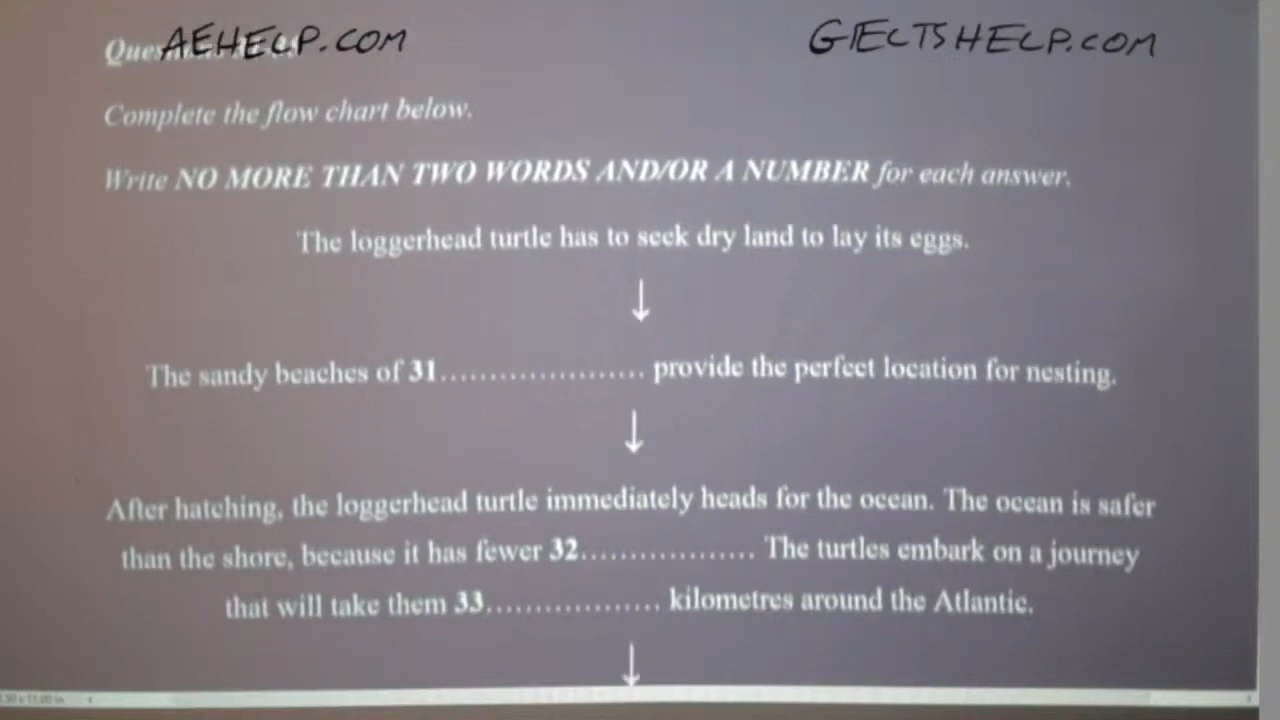 AEHELP.COM
GIELTSHELP.COM
Complete the flow chart below.
Write NO MORE THAN TWO WORDS AND/OR A NUMBER for each answer.
The loggerhead turtle has to seek dry land to lay its eggs.
↓
The sandy beaches of 31..................... provide the perfect location for nesting.
↓
After hatching, the loggerhead turtle immediately heads for the ocean. The ocean is safer
than the shore, because it has fewer 32.................. The turtles embark on a journey
that will take them 33.................. kilometres around the Atlantic.
↓